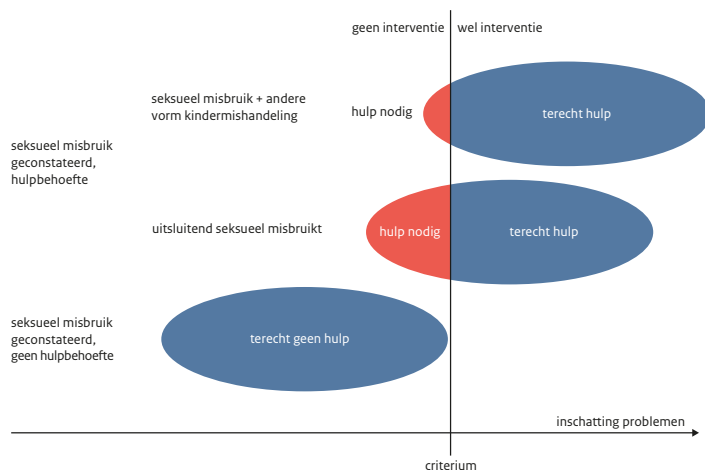 geen interventie
wel interventie
seksueel misbruik + andere
vorm kindermishandeling
hulp nodig
terecht hulp
seksueel misbruik
geconstateerd,
hulpbehoefte
uitsluitend seksueel misbruikt
hulp nodig
terecht hulp
seksueel misbruik
geconstateerd,
geen hulpbehoefte
terecht geen hulp
inschatting problemen
criterium